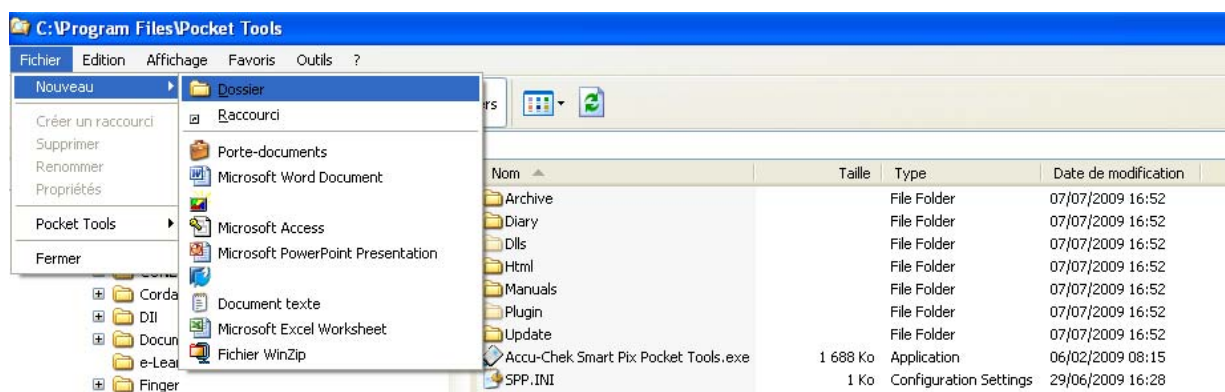 C:\Program Files\Pocket Tools
Fichier Edition Affichage Favoris Outils ?
Nouveau
Créer un raccourci
Supprimer
Renommer
Propriétés
Pocket Tools
Fermer
Dossier
Raccourci
Porte-documents
Microsoft Word Document
Microsoft Access
Microsoft PowerPoint Presentation
Document texte
Microsoft Excel Worksheet
Fichier WinZip
rs
Corda
DII
Docun
e-Lear
Finger
Nom Taille Type Date de modification
Archive File Folder 07/07/2009 16:52
Diary File Folder 07/07/2009 16:52
Dlls File Folder 07/07/2009 16:52
Html File Folder 07/07/2009 16:52
Manuals File Folder 07/07/2009 16:52
Plugin File Folder 07/07/2009 16:52
Update File Folder 07/07/2009 16:52
Accu-Chek Smart Pix Pocket Tools.exe 1 688 Ko Application 06/02/2009 08:15
SPP.INI 1 Ko Configuration Settings 29/06/2009 16:28